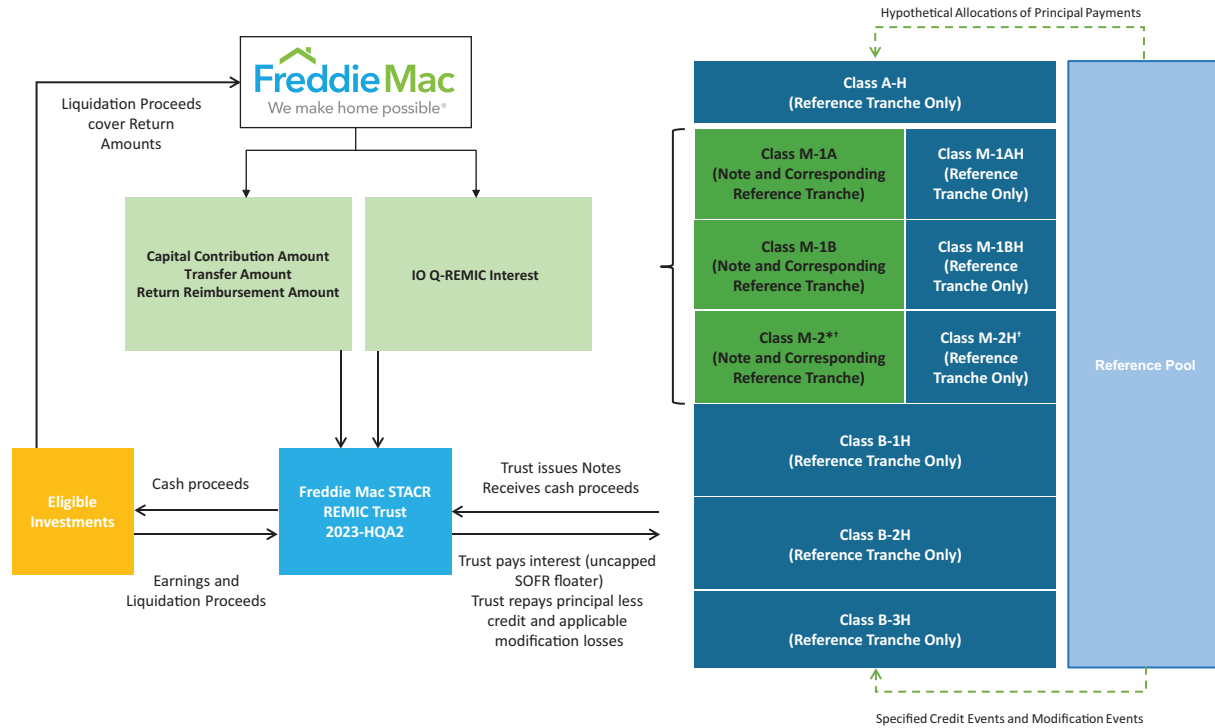 Hypothetical Allocations of Principal Payments
FreddieMac
We make home possible®
Liquidation Proceeds
cover Return
Amounts
Capital Contribution Amount
Transfer Amount
Return Reimbursement Amount
IO Q-REMIC Interest
Eligible
Investments
Cash proceeds
Earnings and
Liquidation Proceeds
Freddie Mac STACR
REMIC Trust
2023-HQA2
Trust issues Notes
Receives cash proceeds
Trust pays interest (uncapped
SOFR floater)
Trust repays principal less
credit and applicable
modification losses
Class A-H
(Reference Tranche Only)
Class M-1A
(Note and Corresponding
Reference Tranche)
Class M-1AH
(Reference
Tranche Only)
Class M-1B
(Note and Corresponding
Reference Tranche)
Class M-1BH
(Reference
Tranche Only)
Class M-2*†
(Note and Corresponding
Reference Tranche)
Class M-2H†
(Reference
Tranche Only)
Class B-1H
(Reference Tranche Only)
Class B-2H
(Reference Tranche Only)
Class B-3H
(Reference Tranche Only)
Reference Pool
Specified Credit Events and Modification Events